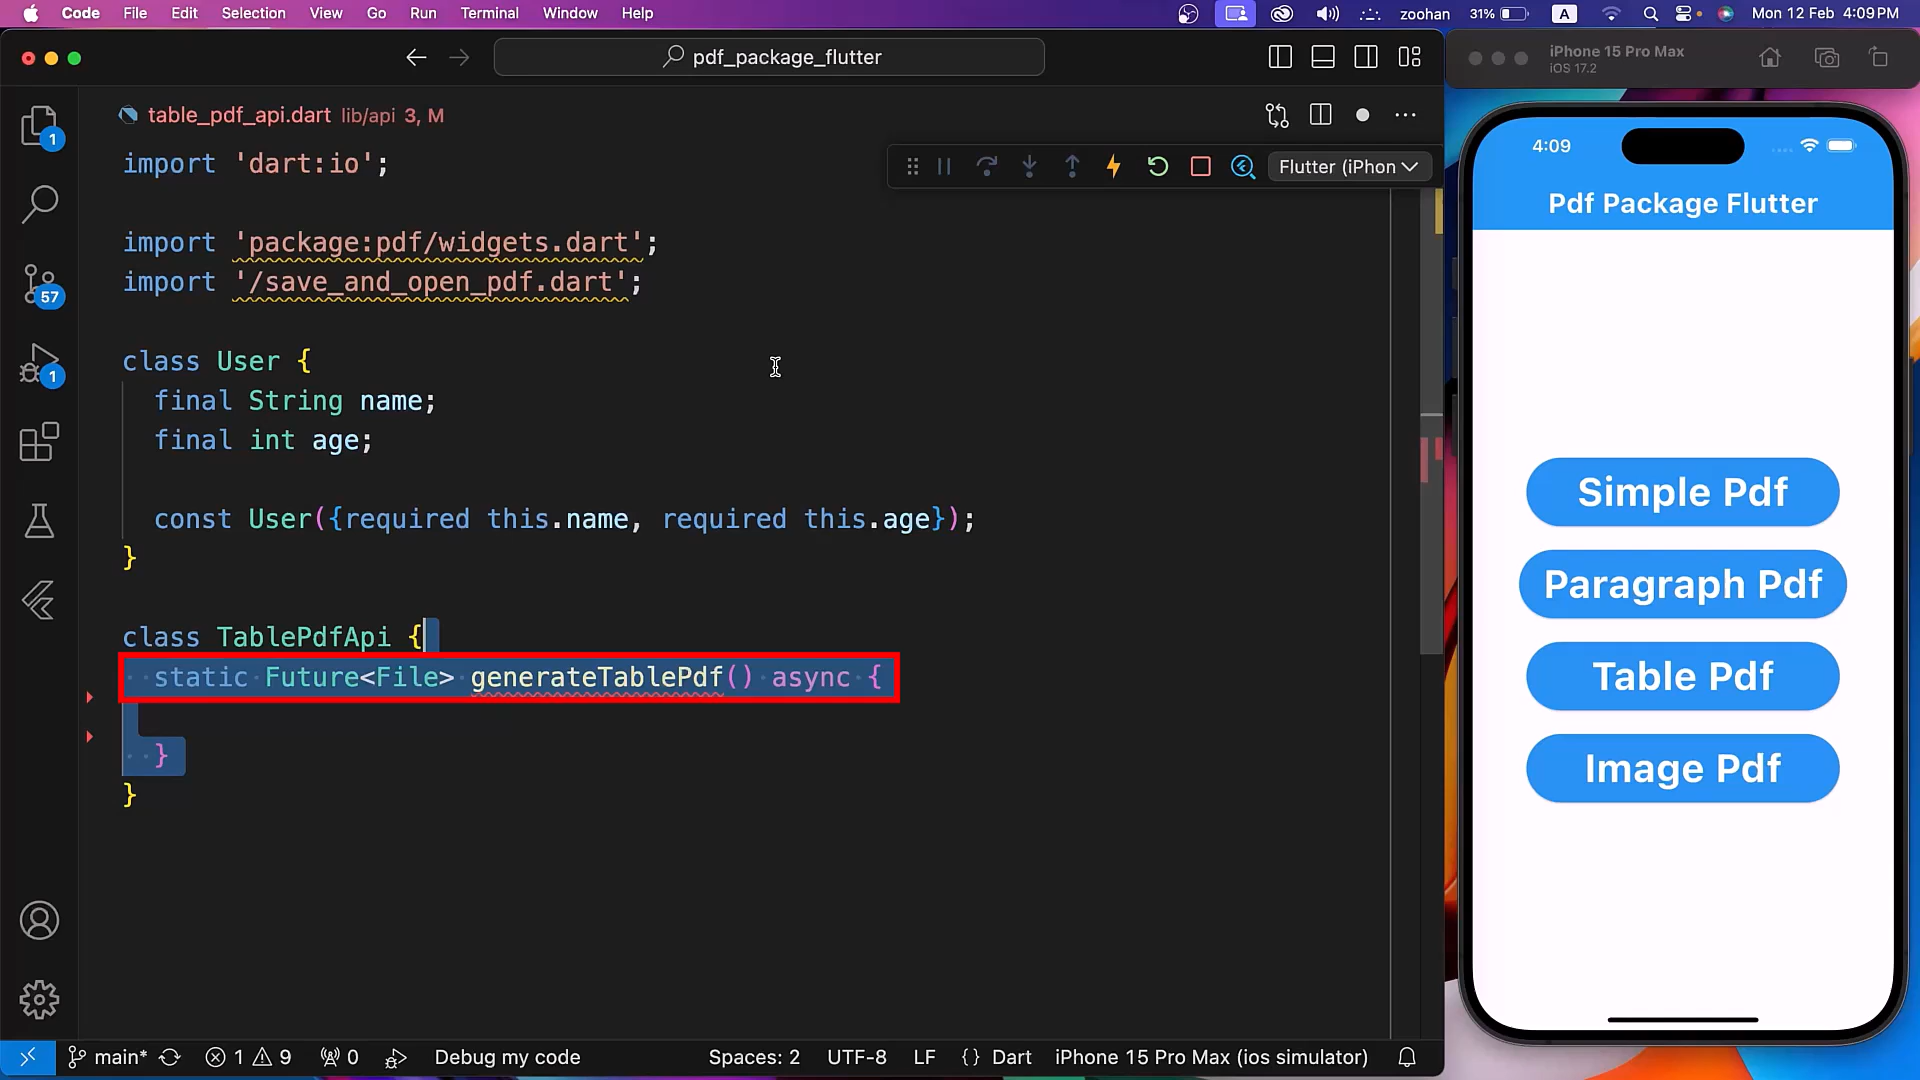 Code File Edit Selection View Go Run Terminal Window Help
zoohan 31% A Mon 12 Feb 4:09 PM
pdf_package_flutter
table_pdf_api.dart lib/api 3, M
Flutter (iPhon
import 'dart:io';
import 'package:pdf/widgets.dart';
import '/save_and_open_pdf.dart';
class User {
final String name;
final int age;
const User({required this.name, required this.age});
}
class TablePdfApi {
static Future<File> generateTablePdf() async {
}
}
1
57
1
main* 1 9 0 Debug my code Spaces: 2 UTF-8 LF {} Dart iPhone 15 Pro Max (ios simulator)
iPhone 15 Pro Max
iOS 17.2
4:09
Pdf Package Flutter
Simple Pdf
Paragraph Pdf
Table Pdf
Image Pdf